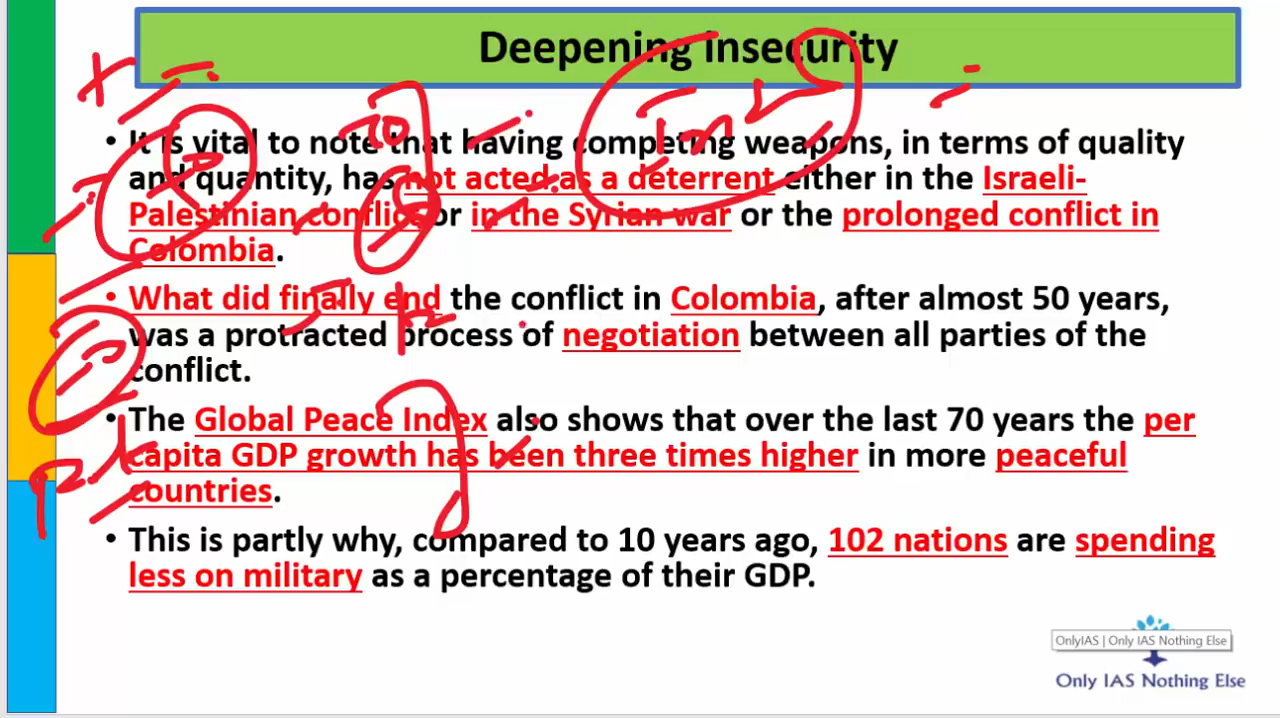 Deepening Insecurity
• It is vital to note that having competing weapons, in terms of quality
and quantity, has not acted as a deterrent either in the Israeli-
Palestinian conflict or in the Syrian war or the prolonged conflict in
Colombia.
• What did finally end the conflict in Colombia, after almost 50 years,
was a protracted process of negotiation between all parties of the
conflict.
• The Global Peace Index also shows that over the last 70 years the per
capita GDP growth has been three times higher in more peaceful
countries.
• This is partly why, compared to 10 years ago, 102 nations are spending
less on military as a percentage of their GDP.
OnlyIAS | Only IAS Nothing Else
Only IAS Nothing Else